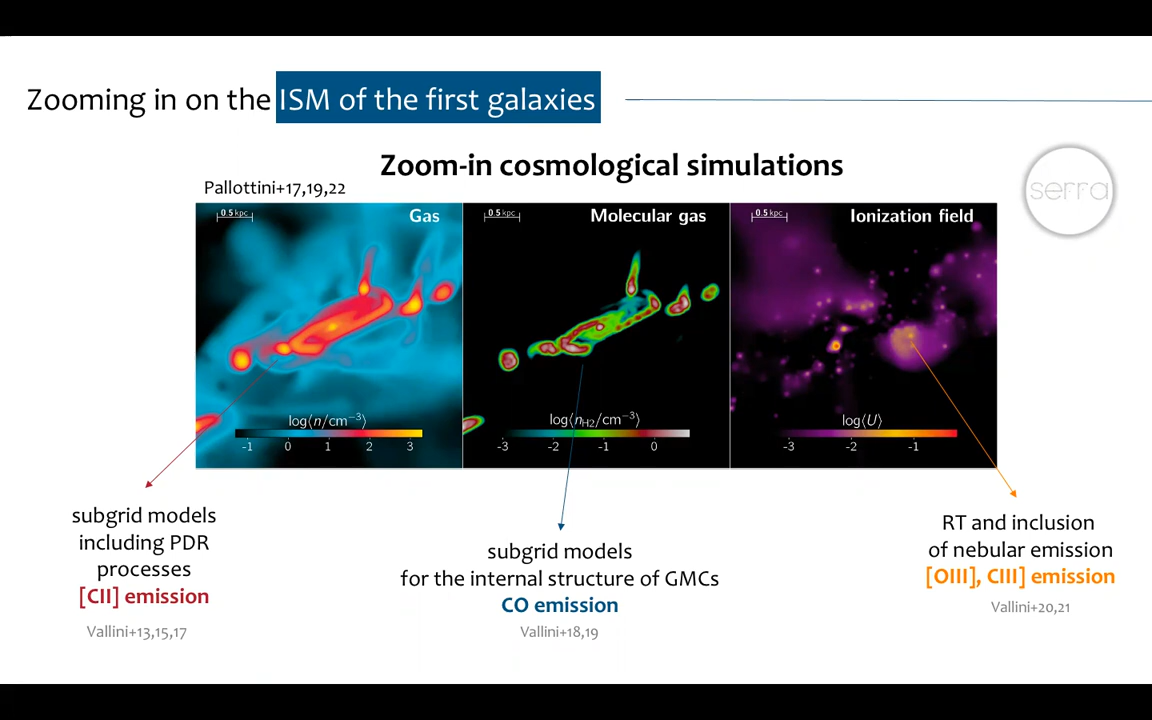 Zooming in on the ISM of the first galaxies
Zoom-in cosmological simulations
Pallottini+17,19,22
serra
0.5 kpc
Gas
0.5 kpc
Molecular gas
0.5 kpc
Ionization field
log⟨n/cm⁻³⟩
-1 0 1 2 3
log⟨n_H2/cm⁻³⟩
-3 -2 -1 0
log⟨U⟩
-3 -2 -1
subgrid models
including PDR
processes
[CII] emission
Vallini+13,15,17
subgrid models
for the internal structure of GMCs
CO emission
Vallini+18,19
RT and inclusion
of nebular emission
[OIII], CIII] emission
Vallini+20,21